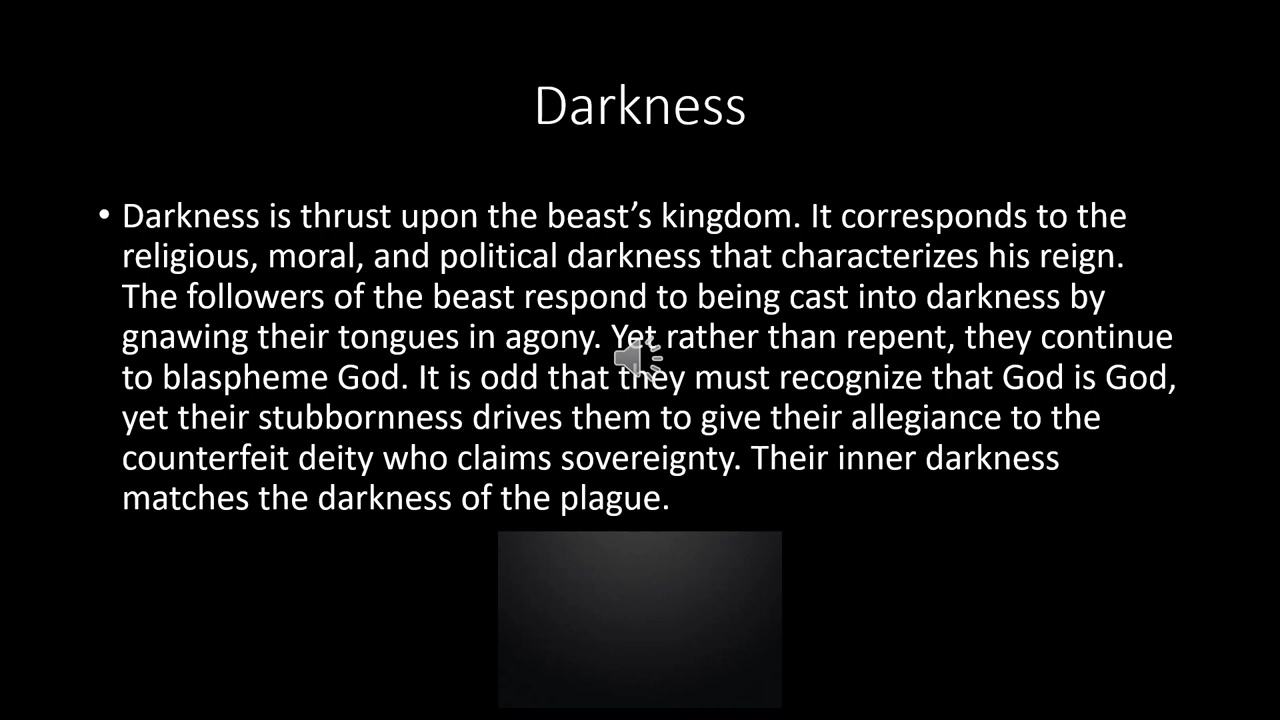 Darkness
• Darkness is thrust upon the beast’s kingdom. It corresponds to the
religious, moral, and political darkness that characterizes his reign.
The followers of the beast respond to being cast into darkness by
gnawing their tongues in agony. Yet rather than repent, they continue
to blaspheme God. It is odd that they must recognize that God is God,
yet their stubbornness drives them to give their allegiance to the
counterfeit deity who claims sovereignty. Their inner darkness
matches the darkness of the plague.